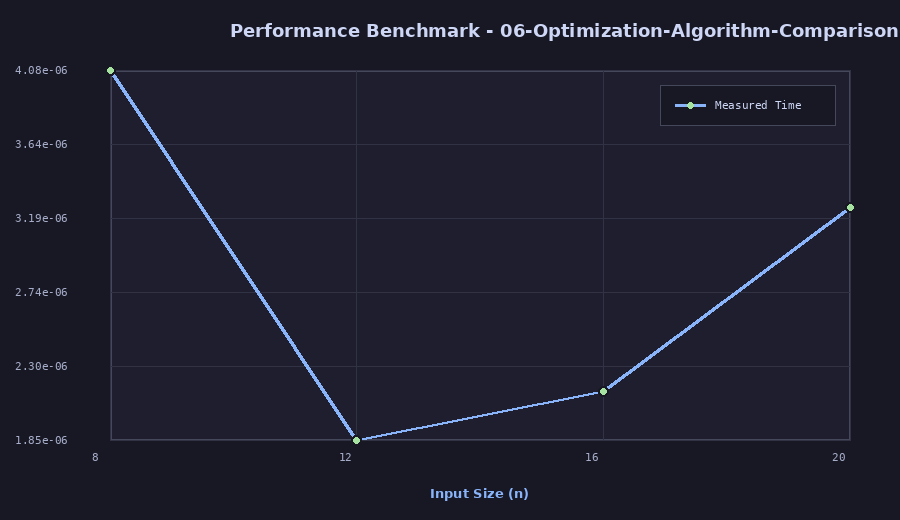 Performance Benchmark - 06-Optimization-Algorithm-Comparison
4.08e-06
Measured Time
3.64e-06
3.19e-06
2.74e-06
2.30e-06
1.85e-06
8 12 16 20
Input Size (n)